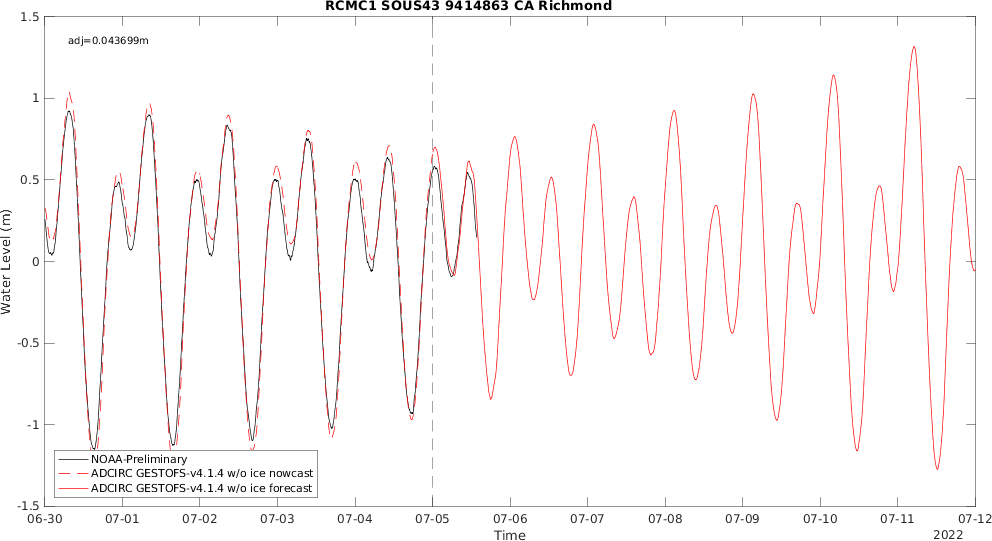 RCMC1 SOUS43 9414863 CA Richmond
adj=0.043699m
Water Level (m)
1.5
1
0.5
0
-0.5
-1
-1.5
NOAA-Preliminary
ADCIRC GESTOFS-v4.1.4 w/o ice nowcast
ADCIRC GESTOFS-v4.1.4 w/o ice forecast
06-30 07-01 07-02 07-03 07-04 07-05 07-06 07-07 07-08 07-09 07-10 07-11 07-12
Time
2022